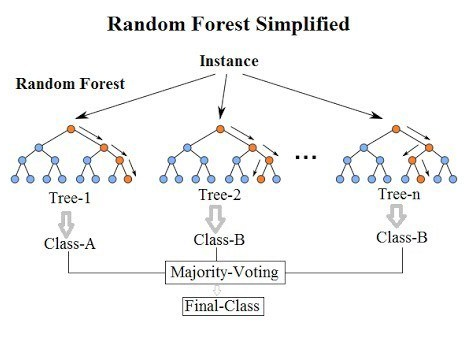 Random Forest Simplified
Instance
Random Forest
...
Tree-1
Tree-2
Tree-n
Class-A
Class-B
Class-B
Majority-Voting
Final-Class